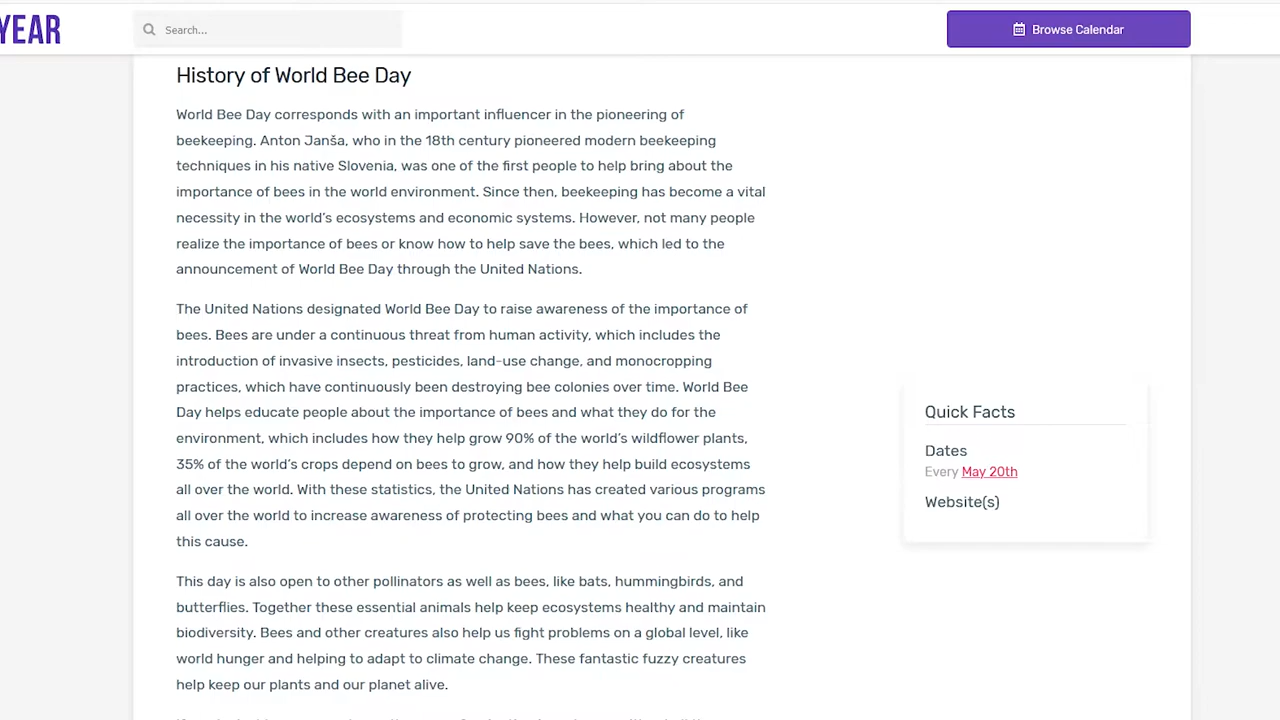 YEAR
Search...
Browse Calendar
History of World Bee Day
World Bee Day corresponds with an important influencer in the pioneering of
beekeeping. Anton Janša, who in the 18th century pioneered modern beekeeping
techniques in his native Slovenia, was one of the first people to help bring about the
importance of bees in the world environment. Since then, beekeeping has become a vital
necessity in the world's ecosystems and economic systems. However, not many people
realize the importance of bees or know how to help save the bees, which led to the
announcement of World Bee Day through the United Nations.
The United Nations designated World Bee Day to raise awareness of the importance of
bees. Bees are under a continuous threat from human activity, which includes the
introduction of invasive insects, pesticides, land-use change, and monocropping
practices, which have continuously been destroying bee colonies over time. World Bee
Day helps educate people about the importance of bees and what they do for the
environment, which includes how they help grow 90% of the world's wildflower plants,
35% of the world's crops depend on bees to grow, and how they help build ecosystems
all over the world. With these statistics, the United Nations has created various programs
all over the world to increase awareness of protecting bees and what you can do to help
this cause.
This day is also open to other pollinators as well as bees, like bats, hummingbirds, and
butterflies. Together these essential animals help keep ecosystems healthy and maintain
biodiversity. Bees and other creatures also help us fight problems on a global level, like
world hunger and helping to adapt to climate change. These fantastic fuzzy creatures
help keep our plants and our planet alive.
Quick Facts
Dates
Every May 20th
Website(s)